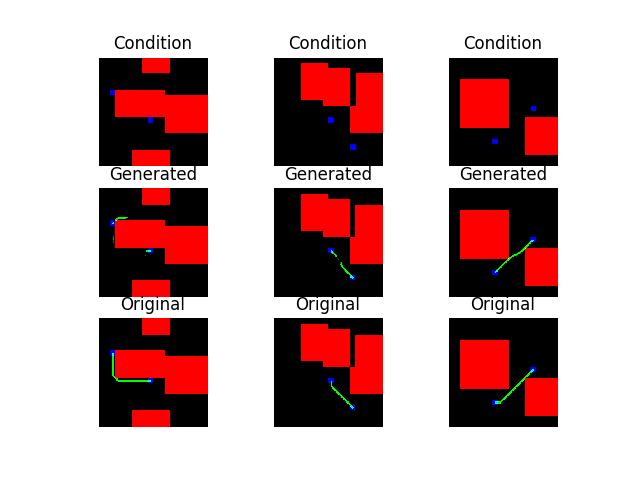 Condition
Condition
Condition
Generated
Generated
Generated
Original
Original
Original